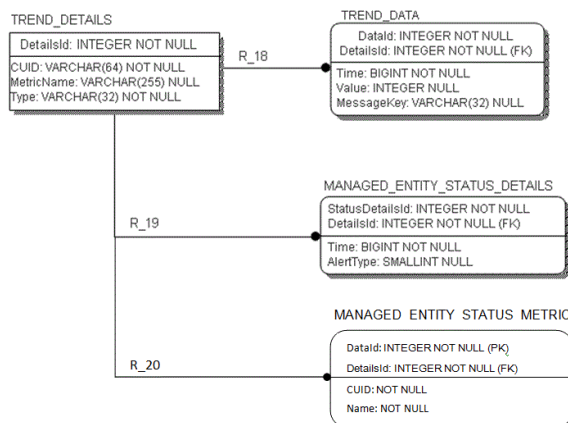 TREND_DETAILS
DetailsId: INTEGER NOT NULL
CUID: VARCHAR(64) NOT NULL
MetricName: VARCHAR(255) NULL
Type: VARCHAR(32) NOT NULL
R_18
TREND_DATA
DataId: INTEGER NOT NULL
DetailsId: INTEGER NOT NULL (FK)
Time: BIGINT NOT NULL
Value: INTEGER NULL
MessageKey: VARCHAR(32) NULL
R_19
MANAGED_ENTITY_STATUS_DETAILS
StatusDetailsId: INTEGER NOT NULL
DetailsId: INTEGER NOT NULL (FK)
Time: BIGINT NOT NULL
AlertType: SMALLINT NULL
R_20
MANAGED ENTITY STATUS METRIC
DataId: INTEGER NOT NULL (PK)
DetailsId: INTEGER NOT NULL (FK)
CUID: NOT NULL
Name: NOT NULL